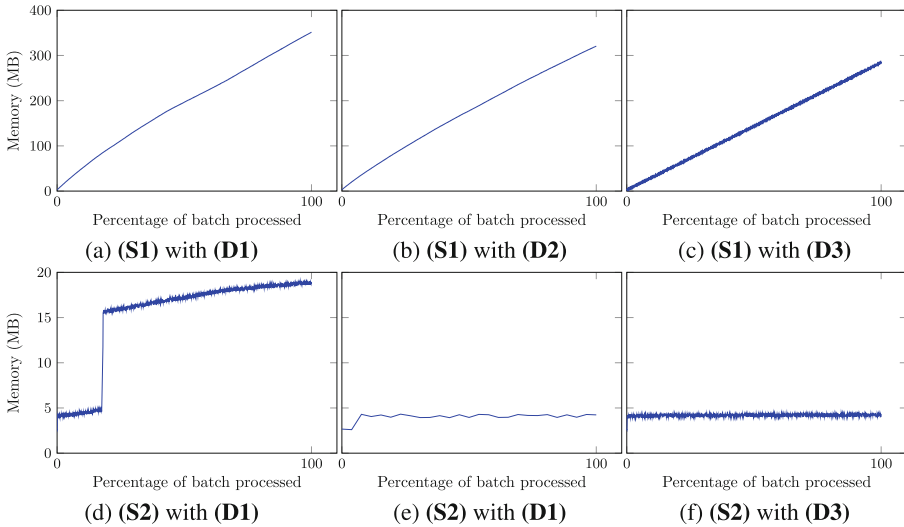 400
300
200
100
0
Memory (MB)
0 100 0 100 0 100
Percentage of batch processed Percentage of batch processed Percentage of batch processed
(a) (S1) with (D1) (b) (S1) with (D2) (c) (S1) with (D3)
20
15
10
5
0
Memory (MB)
0 100 0 100 0 100
Percentage of batch processed Percentage of batch processed Percentage of batch processed
(d) (S2) with (D1) (e) (S2) with (D1) (f) (S2) with (D3)